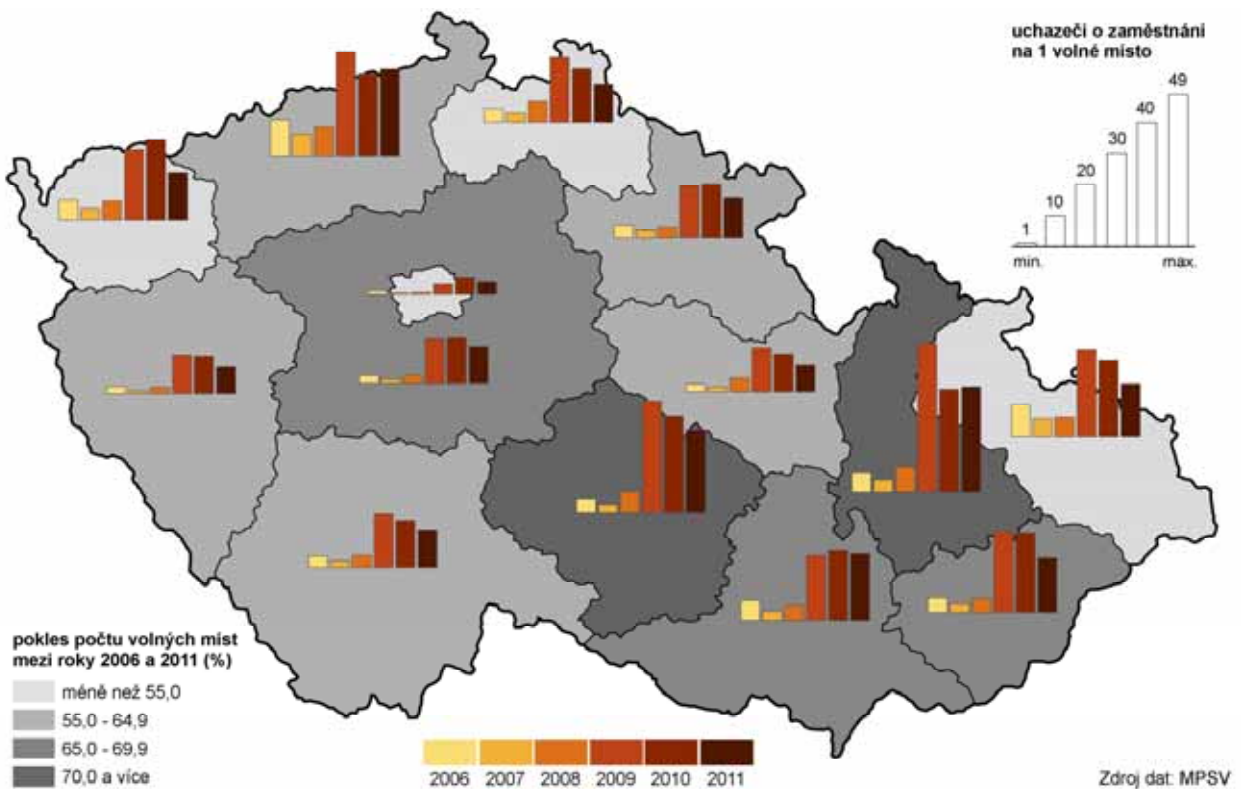 uchazeči o zaměstnání
na 1 volné místo
1
10
20
30
40
49
min.
max.
pokles počtu volných míst
mezi roky 2006 a 2011 (%)
méně než 55,0
55,0 - 64,9
65,0 - 69,9
70,0 a více
2006 2007 2008 2009 2010 2011
Zdroj dat: MPSV